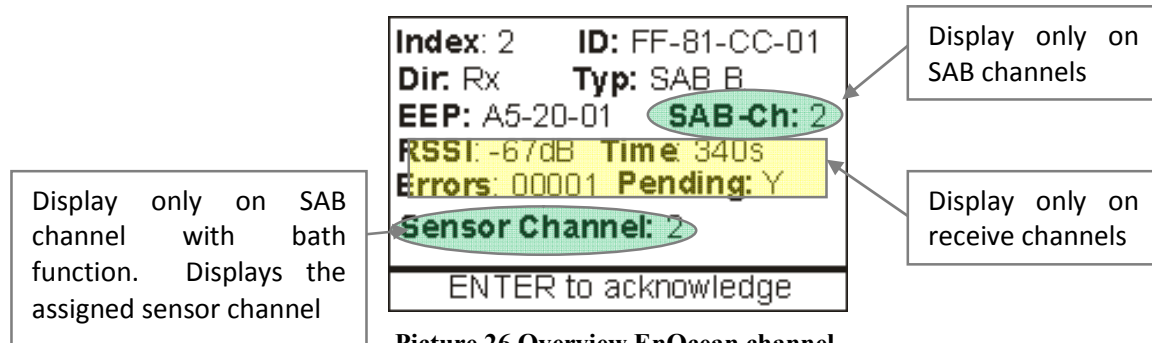 Index: 2 ID: FF-81-CC-01
Dir: Rx Typ: SAB B
EEP: A5-20-01 SAB-Ch: 2
RSSI: -67dB Time: 340s
Errors: 00001 Pending: Y
Sensor Channel: 2
ENTER to acknowledge
Display only on
SAB channels
Display only on
receive channels
Display only on SAB
channel with bath
function. Displays the
assigned sensor channel
Picture 26 Overview EnOcean channel